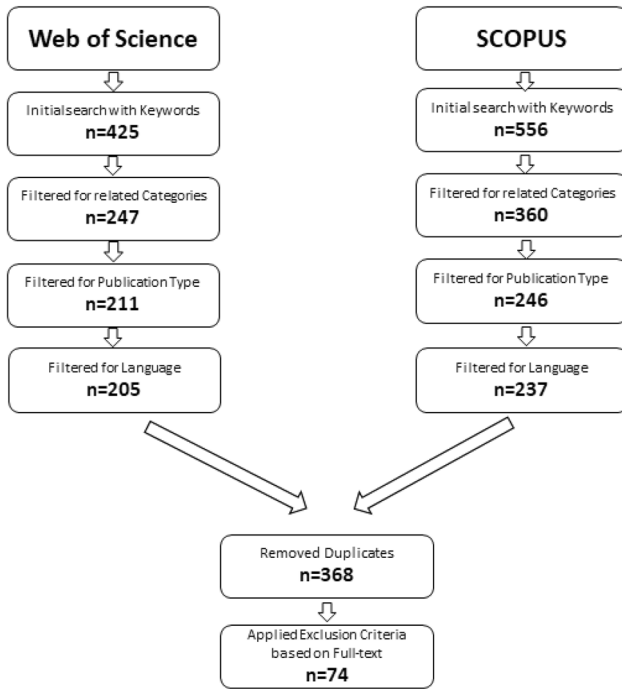 Web of Science
Initial search with Keywords
n=425
Filtered for related Categories
n=247
Filtered for Publication Type
n=211
Filtered for Language
n=205
SCOPUS
Initial search with Keywords
n=556
Filtered for related Categories
n=360
Filtered for Publication Type
n=246
Filtered for Language
n=237
Removed Duplicates
n=368
Applied Exclusion Criteria
based on Full-text
n=74